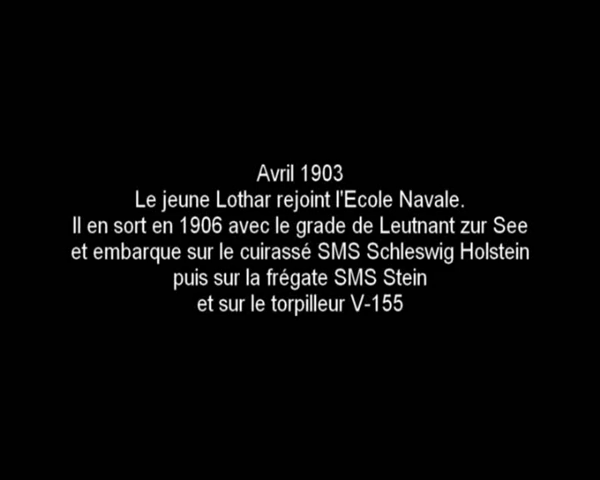 Avril 1903
Le jeune Lothar rejoint l'Ecole Navale.
Il en sort en 1906 avec le grade de Leutnant zur See
et embarque sur le cuirassé SMS Schleswig Holstein
puis sur la frégate SMS Stein
et sur le torpilleur V-155